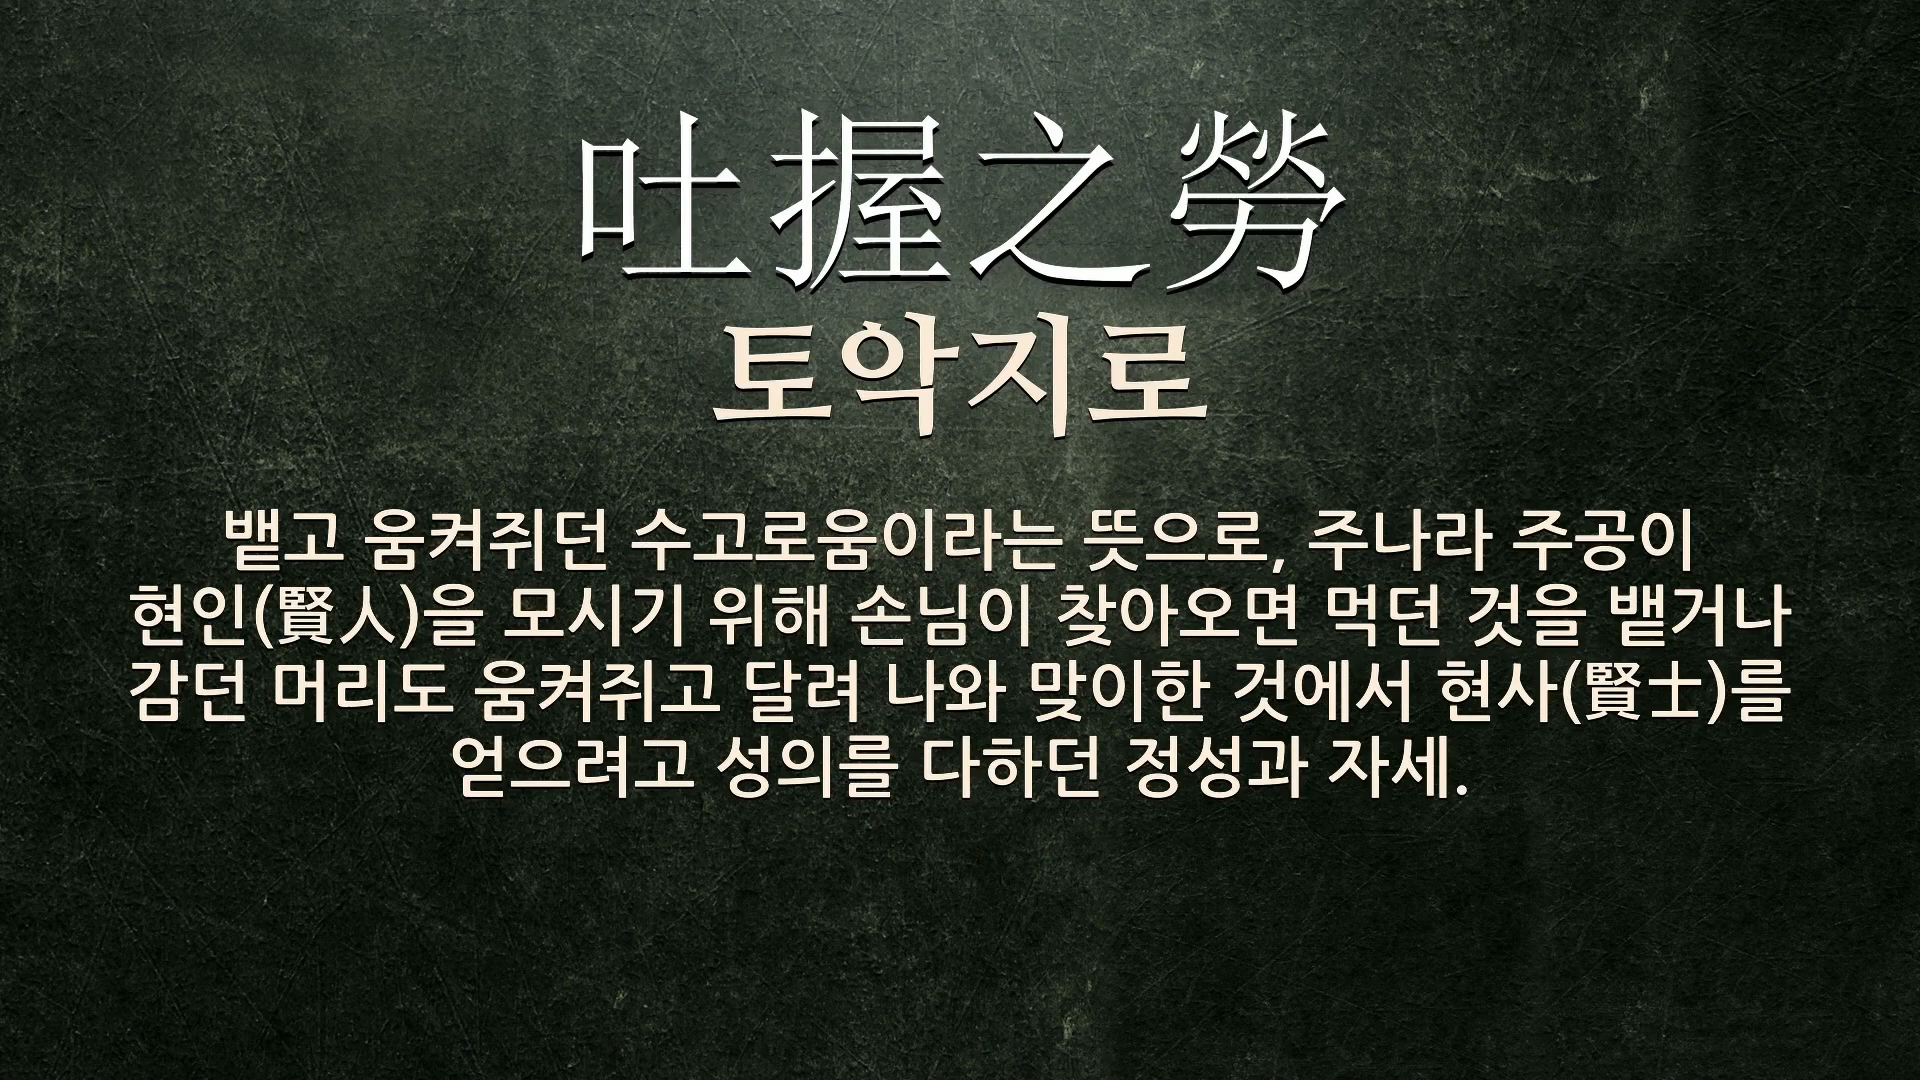 吐握之勞
토악지로
뱉고 움켜쥐던 수고로움이라는 뜻으로, 주나라 주공이
현인(賢人)을 모시기 위해 손님이 찾아오면 먹던 것을 뱉거나
감던 머리도 움켜쥐고 달려 나와 맞이한 것에서 현사(賢士)를
얻으려고 성의를 다하던 정성과 자세.